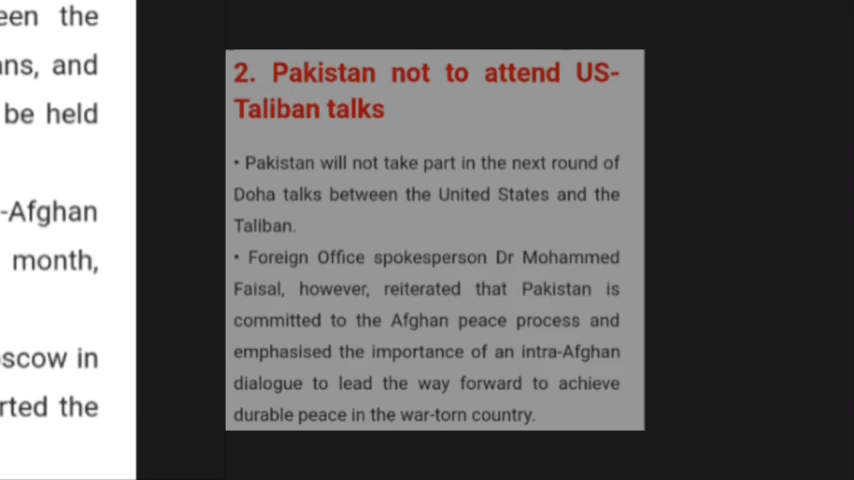 een the
ns, and
be held
-Afghan
month,
scow in
rted the
2. Pakistan not to attend US-
Taliban talks
• Pakistan will not take part in the next round of
Doha talks between the United States and the
Taliban.
• Foreign Office spokesperson Dr Mohammed
Faisal, however, reiterated that Pakistan is
committed to the Afghan peace process and
emphasised the importance of an intra-Afghan
dialogue to lead the way forward to achieve
durable peace in the war-torn country.